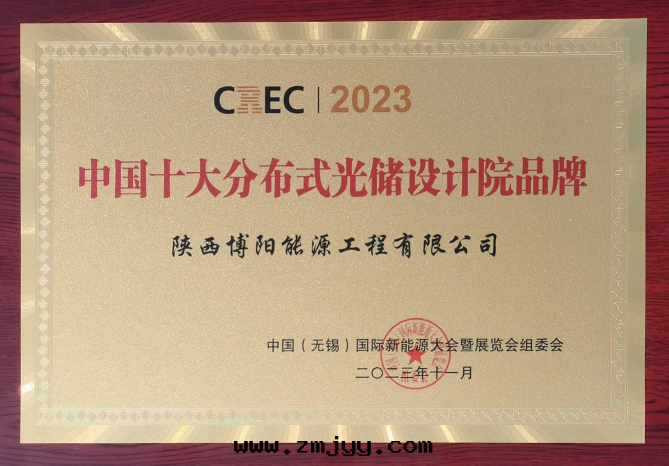 CREC | 2023
中国十大分布式光储设计院品牌
陕西博阳能源工程有限公司
中国（无锡）国际新能源大会暨展览会组委会
二〇二三年十一月
www.zmjyy.com